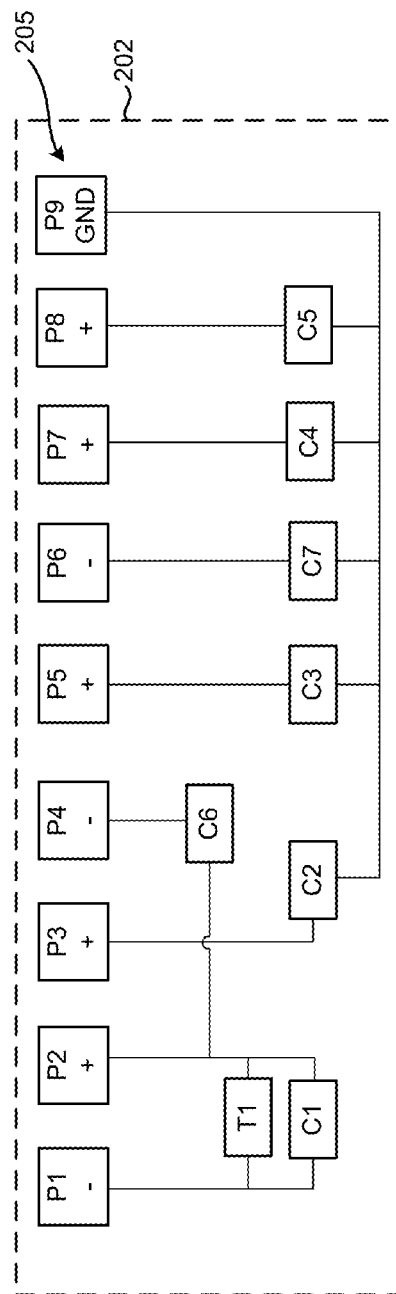 205
202
P1
-
P2
+
P3
+
P4
-
P5
+
P6
-
P7
+
P8
+
P9
GND
T1
C1
C6
C2
C3
C7
C4
C5